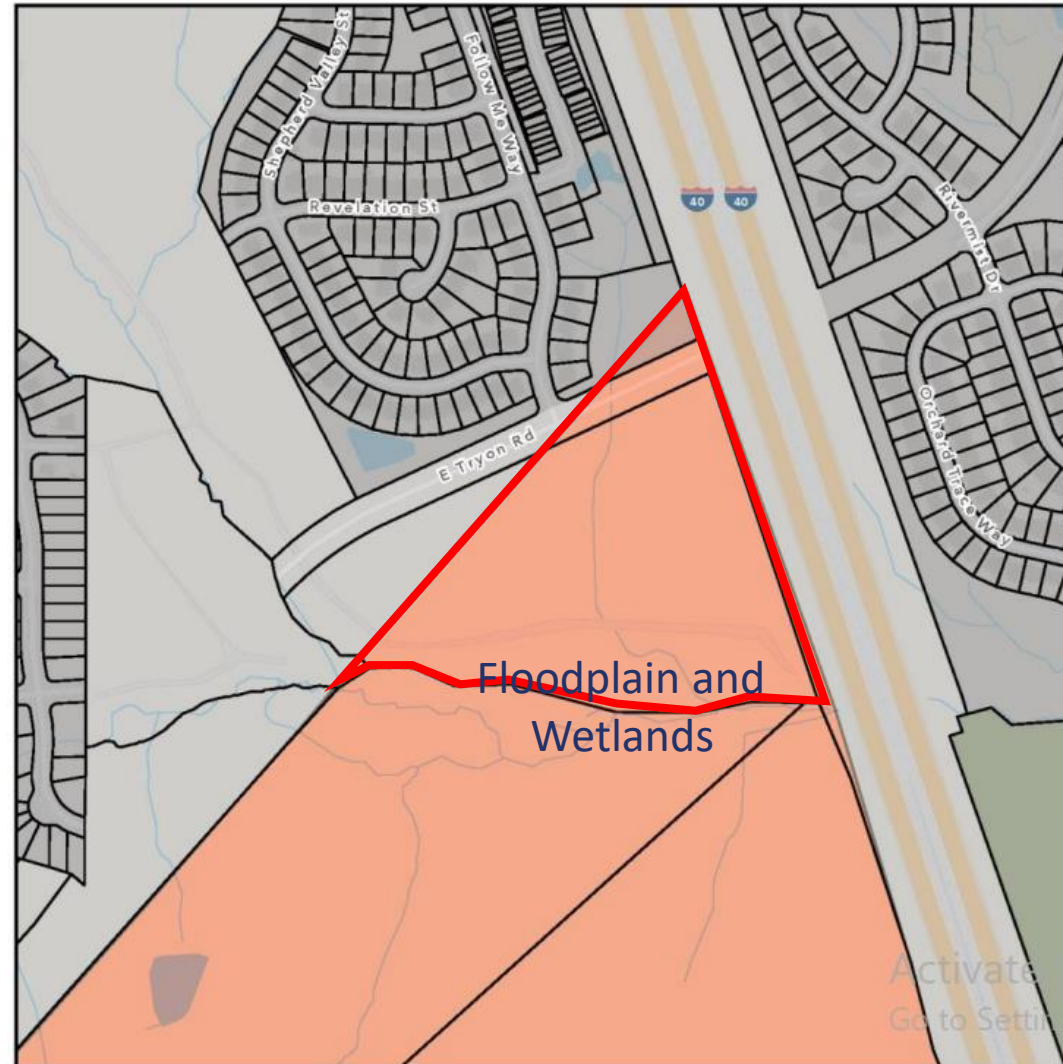 Shepherd Valley St
Follow Me Way
Revelation St
40 40
Rivermist Dr
Orchard Trace Way
E Tryon Rd
Floodplain and
Wetlands
Activate
Go to Settin